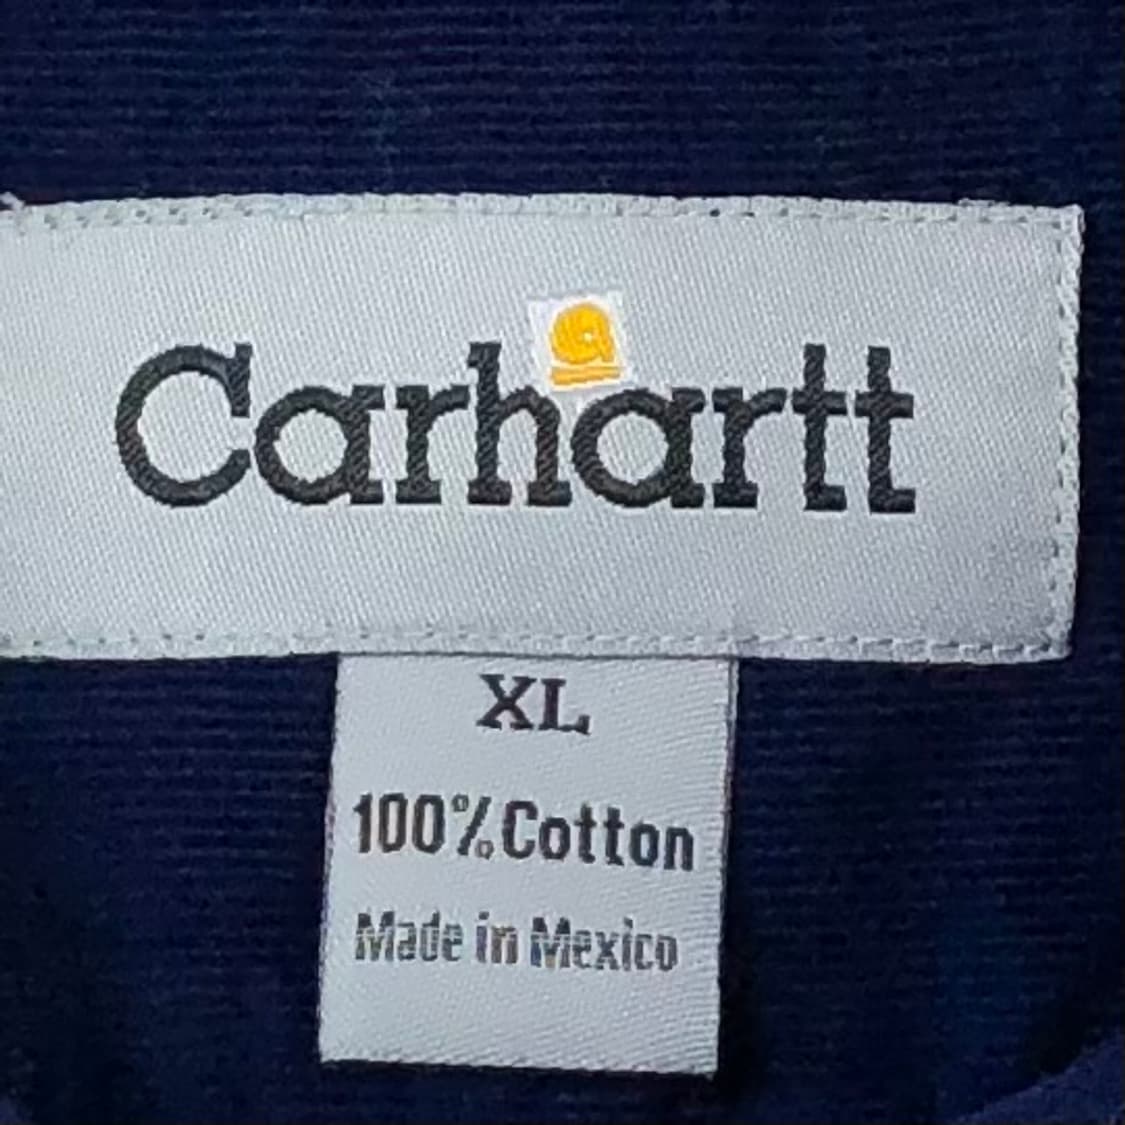 Carhartt
XL
100% Cotton
Made in Mexico